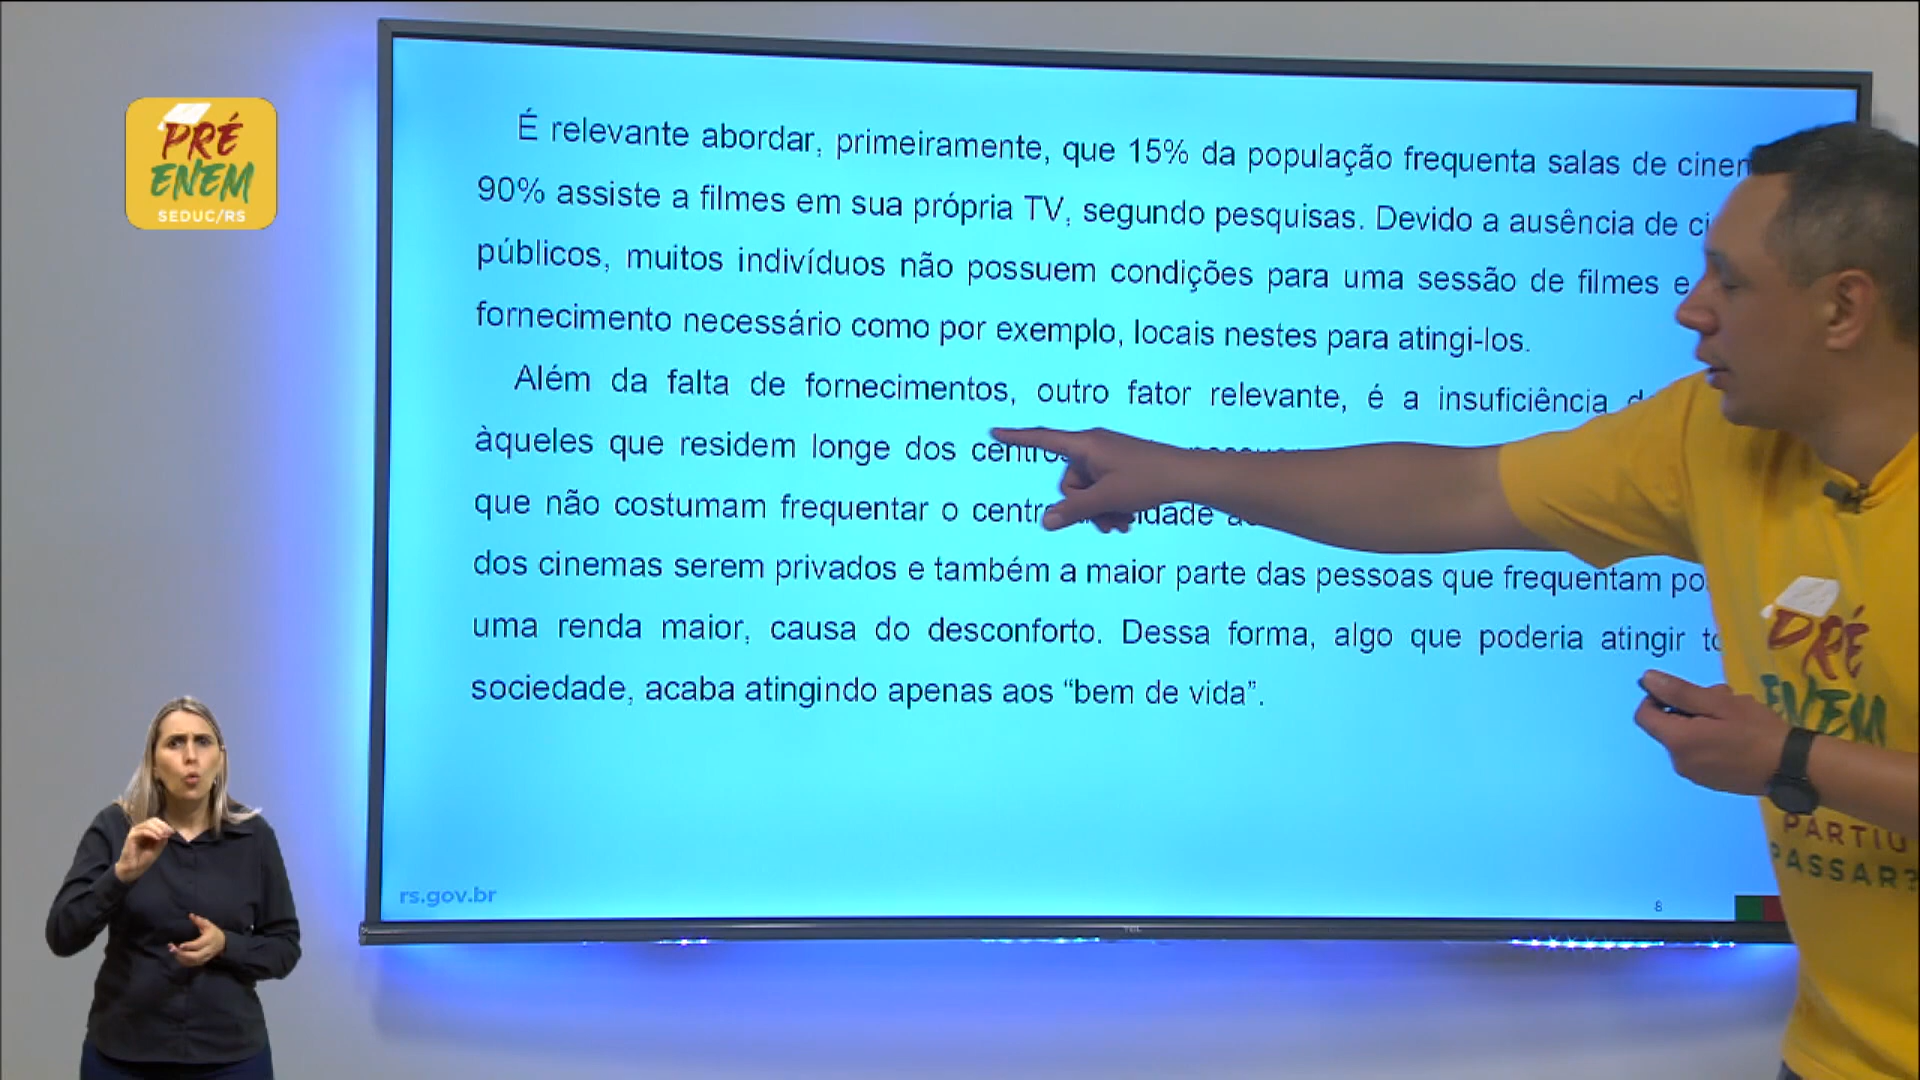 PRÉ
ENEM
SEDUC/RS
É relevante abordar, primeiramente, que 15% da população frequenta salas de
90% assiste a filmes em sua própria TV, segundo pesquisas. Devido a ausência de
públicos, muitos indivíduos não possuem condições para uma sessão de filmes e
fornecimento necessário como por exemplo, locais nestes para atingi-los.
Além da falta de fornecimentos, outro fator relevante, é a insuficiência
àqueles que residem longe dos
que não costumam frequentar o
dos cinemas serem privados e também a maior parte das pessoas que frequentam
uma renda maior, causa do desconforto. Dessa forma, algo que poderia atingir
sociedade, acaba atingindo apenas aos “bem de vida”.
rs.gov.br
8
TCL
PRÉ
ENEM
PARTIU
PASSAR?